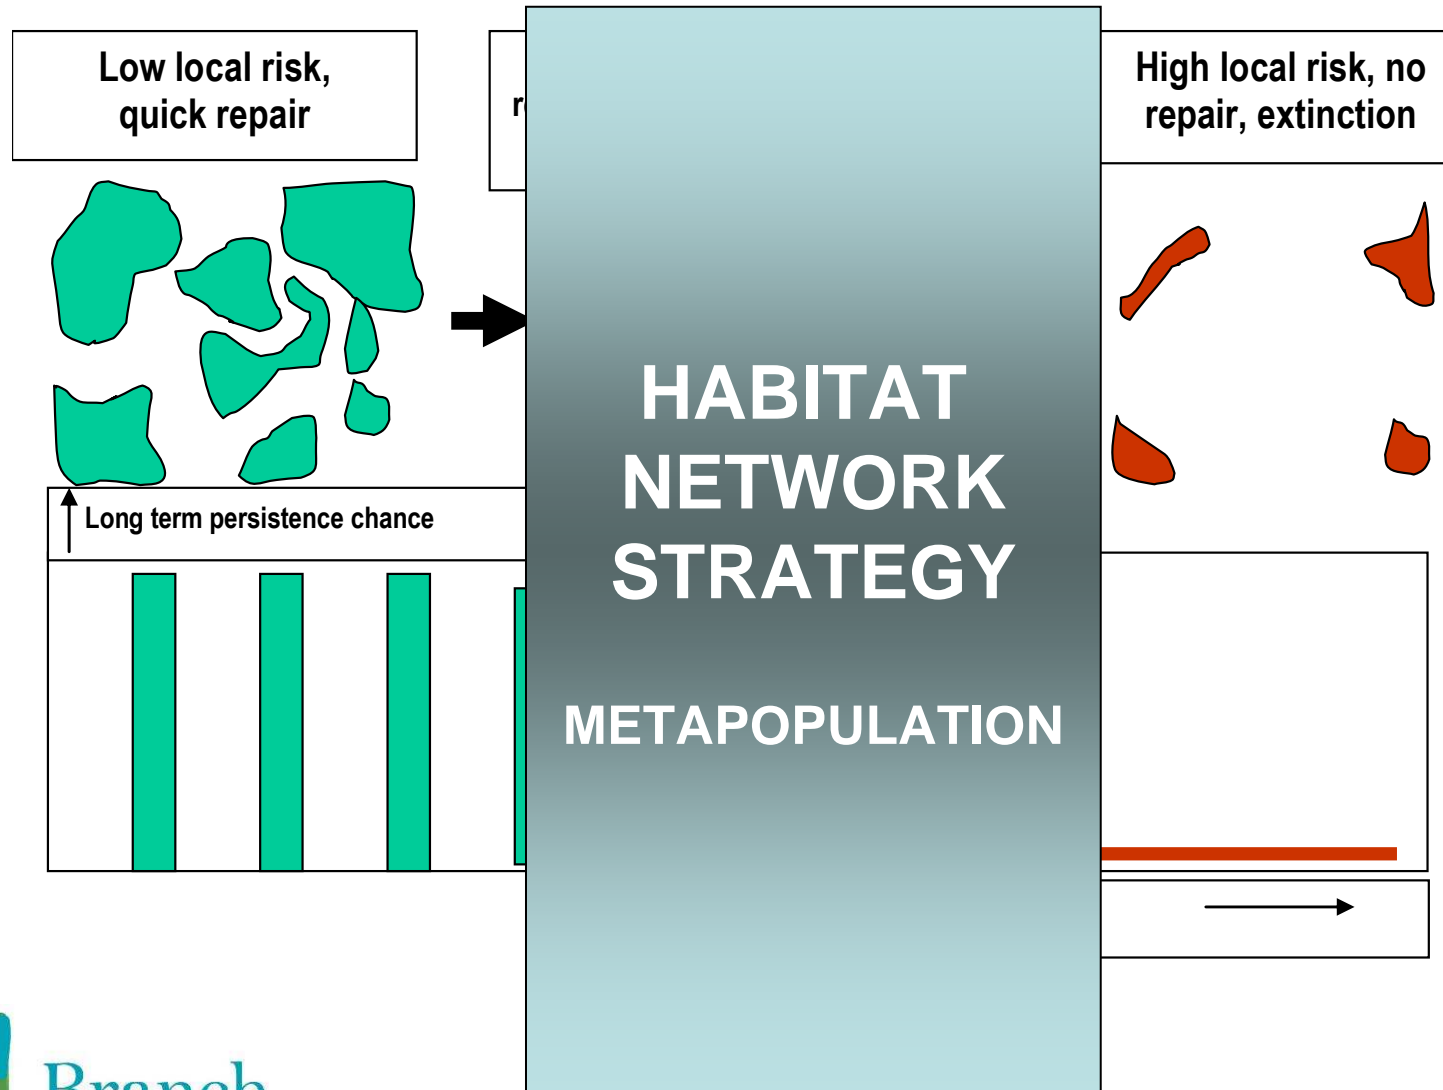 Low local risk,
quick repair
High local risk, no
repair, extinction
HABITAT
NETWORK
STRATEGY
METAPOPULATION
Long term persistence chance
Branch